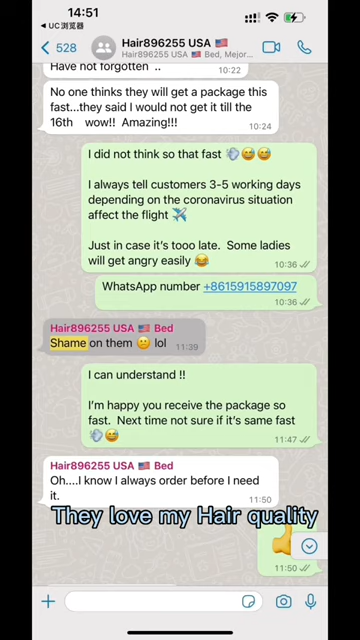 14:51
UC浏览器
528
Hair896255 USA 🇺🇸
Hair896255 USA 🇺🇸 Bed, Mejor...
Have not forgotten ..
10:22
No one thinks they will get a package this
fast...they said I would not get it till the
16th wow!! Amazing!!!
10:24
I did not think so that fast 💨😅😅
I always tell customers 3-5 working days
depending on the coronavirus situation
affect the flight ✈️
Just in case it's tooo late. Some ladies
will get angry easily 😂
10:36
WhatsApp number +8615915897097
10:36
Hair896255 USA 🇺🇸 Bed
Shame on them 🙁 lol
11:39
I can understand !!
I'm happy you receive the package so
fast. Next time not sure if it's same fast
💨😅
11:47
Hair896255 USA 🇺🇸 Bed
Oh....I know I always order before I need
it.
11:50
They love my Hair quality
11:50